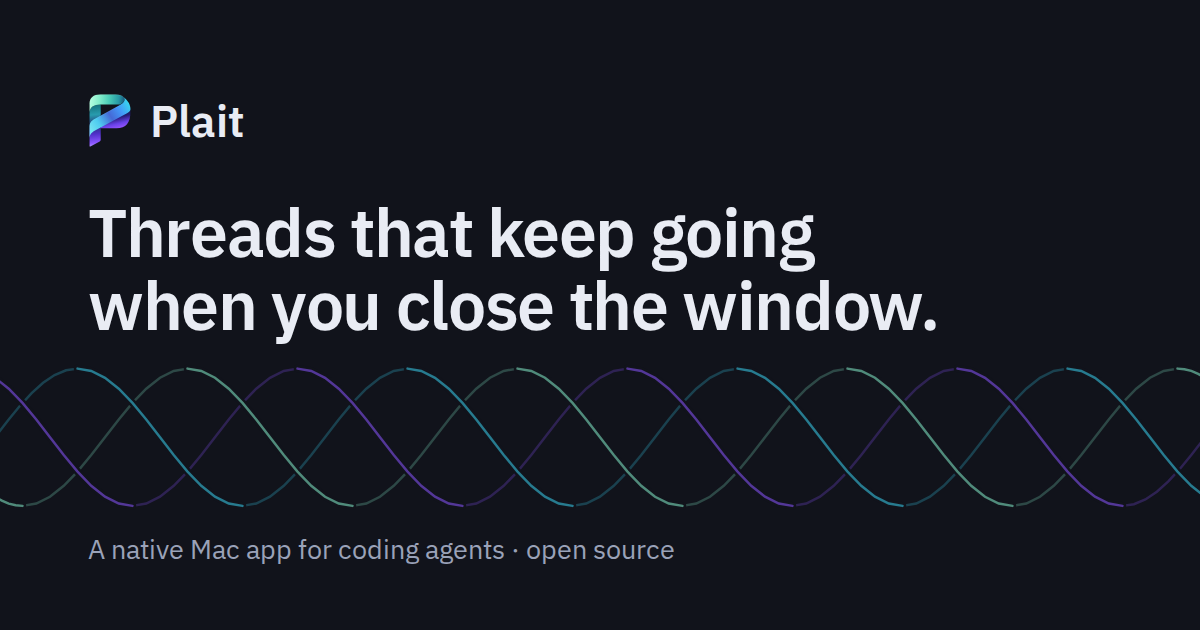 Plait
Threads that keep going
when you close the window.
A native Mac app for coding agents · open source